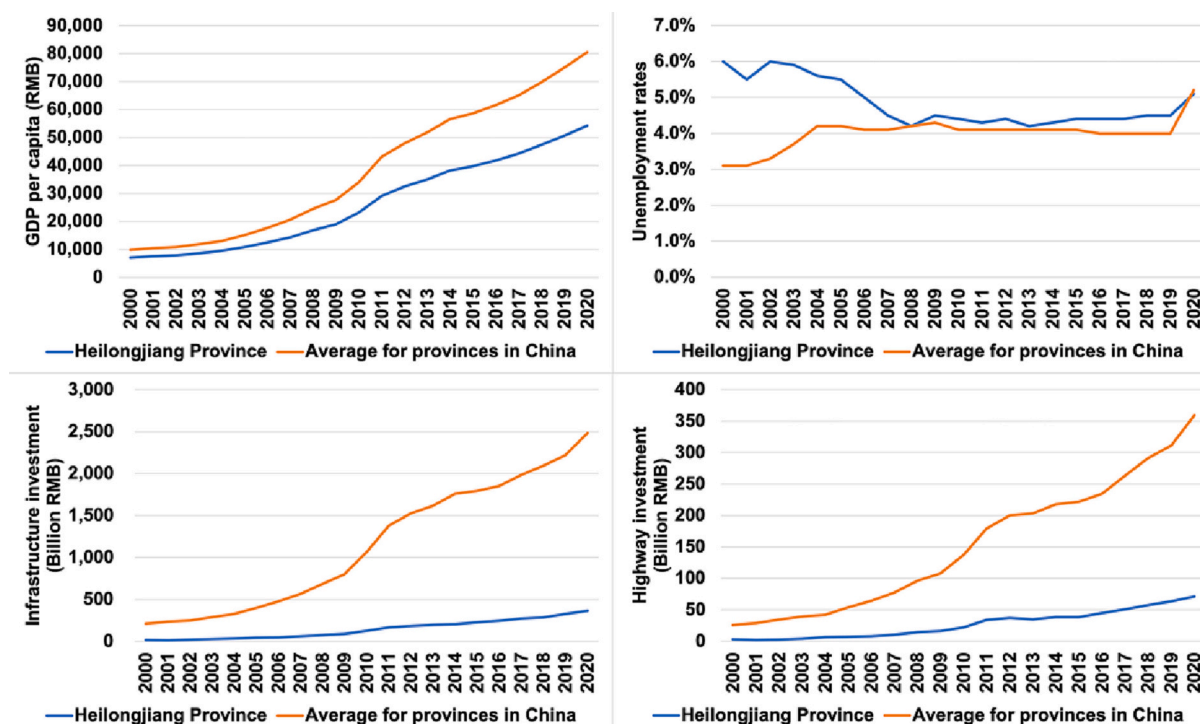 GDP per capita (RMB)
90,000
80,000
70,000
60,000
50,000
40,000
30,000
20,000
10,000
0
2000 2001 2002 2003 2004 2005 2006 2007 2008 2009 2010 2011 2012 2013 2014 2015 2016 2017 2018 2019 2020
Heilongjiang Province Average for provinces in China
Unemployment rates
7.0%
6.0%
5.0%
4.0%
3.0%
2.0%
1.0%
0.0%
2000 2001 2002 2003 2004 2005 2006 2007 2008 2009 2010 2011 2012 2013 2014 2015 2016 2017 2018 2019 2020
Heilongjiang Province Average for provinces in China
Infrastructure investment
(Billion RMB)
3,000
2,500
2,000
1,500
1,000
500
0
2000 2001 2002 2003 2004 2005 2006 2007 2008 2009 2010 2011 2012 2013 2014 2015 2016 2017 2018 2019 2020
Heilongjiang Province Average for provinces in China
Highway investment
(Billion RMB)
400
350
300
250
200
150
100
50
0
2000 2001 2002 2003 2004 2005 2006 2007 2008 2009 2010 2011 2012 2013 2014 2015 2016 2017 2018 2019 2020
Heilongjiang Province Average for provinces in China